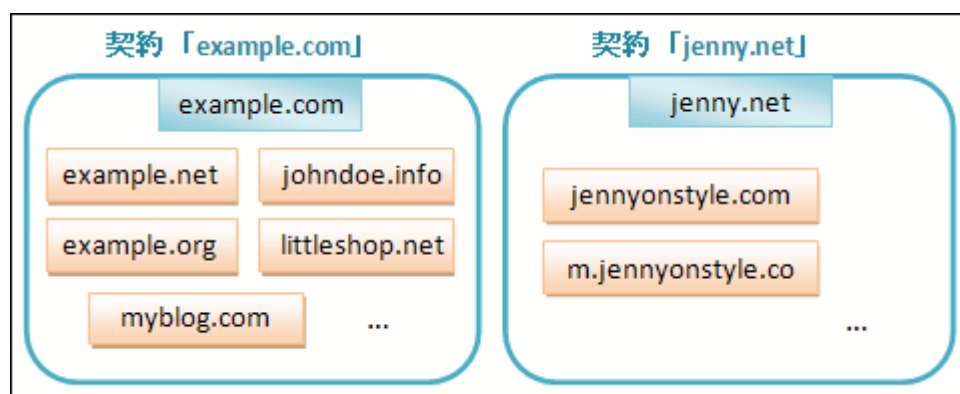 契約「example.com」
example.com
example.net
johndoe.info
example.org
littleshop.net
myblog.com
...
契約「jenny.net」
jenny.net
jennyonstyle.com
m.jennyonstyle.co
...